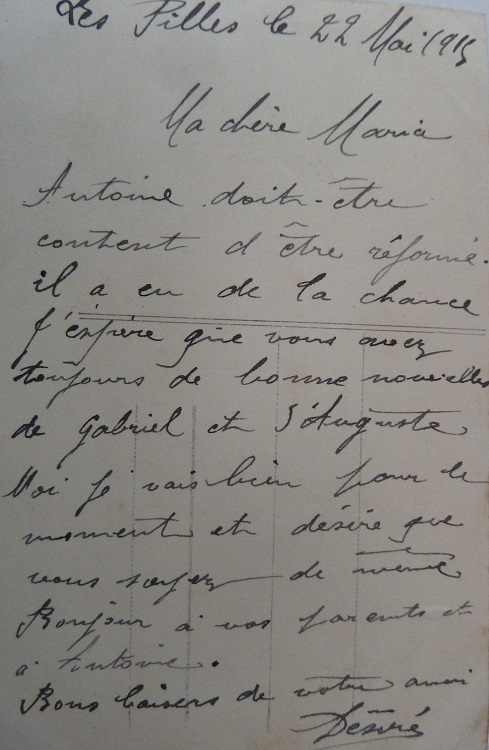 Les Pilles le 22 Mai 1915
Ma chère Maria
Antoine doit-être
content d'être réformé.
il a eu de la chance
J'éspère que vous avez
toujours de bonne nouvelles
de Gabriel et d'Auguste
Moi je vais bien pour le
moment et désire que
vous soyez de même
Bonjour à vos parents et
à Antoine.
Bons baisers de votre ami
Désiré